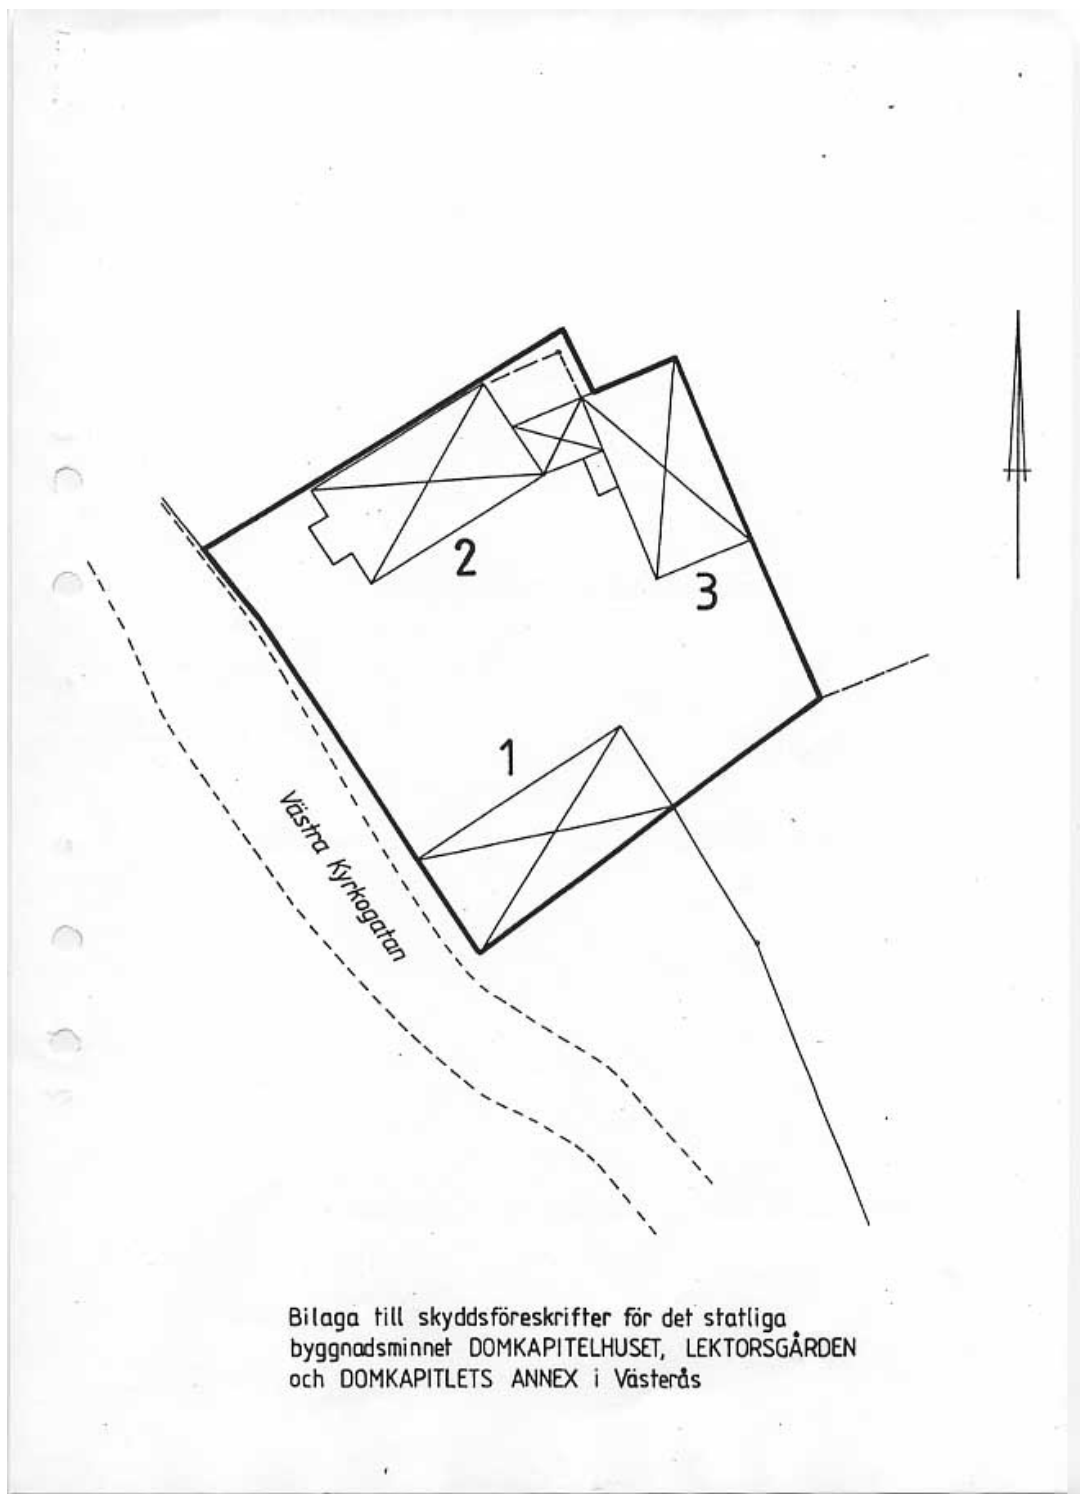 2
3
1
Västra Kyrkogatan
Bilaga till skyddsföreskrifter för det statliga
byggnadsminnet DOMKAPITELHUSET, LEKTORSGÅRDEN
och DOMKAPITLETS ANNEX i Västerås